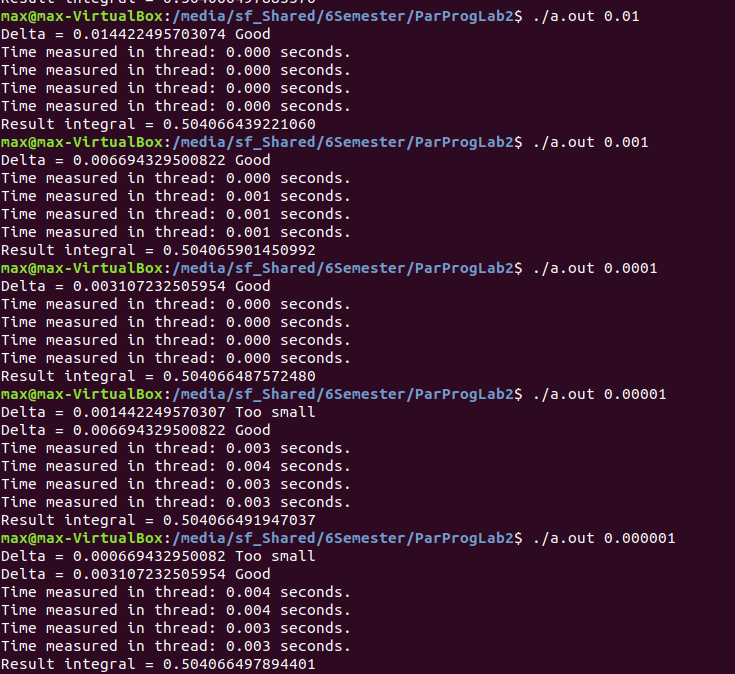 max@max-VirtualBox:/media/sf_Shared/6Semester/ParProgLab2$ ./a.out 0.01
Delta = 0.014422495703074 Good
Time measured in thread: 0.000 seconds.
Time measured in thread: 0.000 seconds.
Time measured in thread: 0.000 seconds.
Time measured in thread: 0.000 seconds.
Result integral = 0.504066439221060
max@max-VirtualBox:/media/sf_Shared/6Semester/ParProgLab2$ ./a.out 0.001
Delta = 0.006694329500822 Good
Time measured in thread: 0.000 seconds.
Time measured in thread: 0.001 seconds.
Time measured in thread: 0.001 seconds.
Time measured in thread: 0.001 seconds.
Result integral = 0.504065901450992
max@max-VirtualBox:/media/sf_Shared/6Semester/ParProgLab2$ ./a.out 0.0001
Delta = 0.003107232505954 Good
Time measured in thread: 0.000 seconds.
Time measured in thread: 0.000 seconds.
Time measured in thread: 0.000 seconds.
Time measured in thread: 0.000 seconds.
Result integral = 0.504066487572480
max@max-VirtualBox:/media/sf_Shared/6Semester/ParProgLab2$ ./a.out 0.00001
Delta = 0.001442249570307 Too small
Delta = 0.006694329500822 Good
Time measured in thread: 0.003 seconds.
Time measured in thread: 0.004 seconds.
Time measured in thread: 0.003 seconds.
Time measured in thread: 0.003 seconds.
Result integral = 0.504066491947037
max@max-VirtualBox:/media/sf_Shared/6Semester/ParProgLab2$ ./a.out 0.000001
Delta = 0.000669432950082 Too small
Delta = 0.003107232505954 Good
Time measured in thread: 0.004 seconds.
Time measured in thread: 0.004 seconds.
Time measured in thread: 0.003 seconds.
Time measured in thread: 0.003 seconds.
Result integral = 0.504066497894401